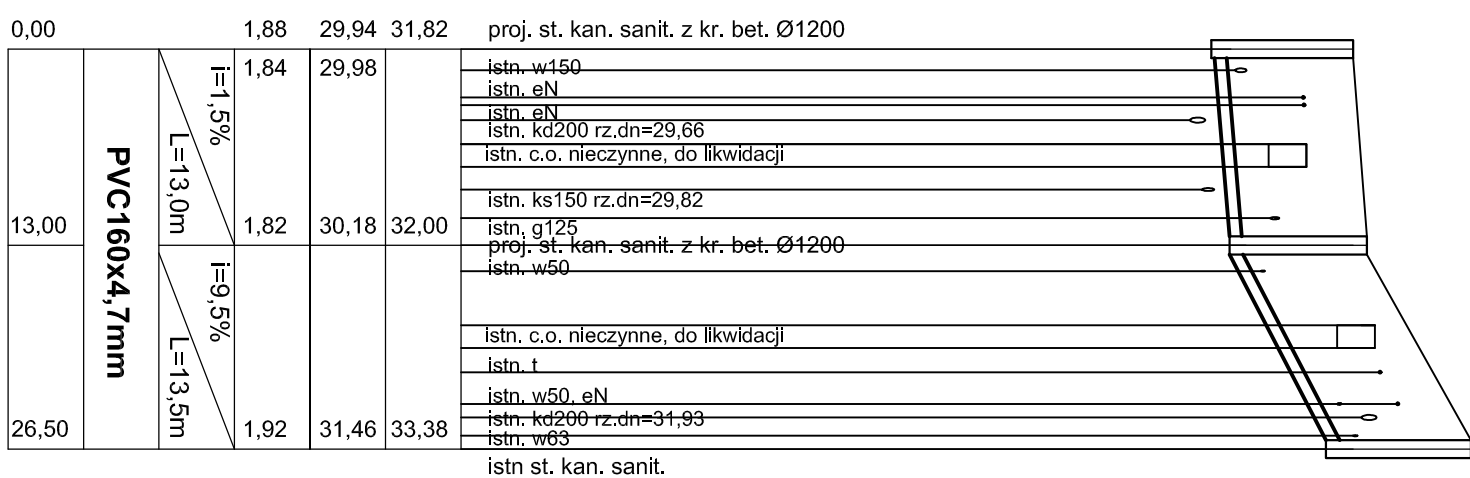 0,00 1,88 29,94 31,82 proj. st. kan. sanit. z kr. bet. Ø1200
1,84 29,98
istn. w150
istn. eN
istn. eN
istn. kd200 rz.dn=29,66
istn. c.o. nieczynne, do likwidacji
istn. ks150 rz.dn=29,82
13,00 1,82 30,18 32,00 istn. g125
proj. st. kan. sanit. z kr. bet. Ø1200
istn. w50
istn. c.o. nieczynne, do likwidacji
istn. t
istn. w50, eN
istn. kd200 rz.dn=31,93
26,50 1,92 31,46 33,38
istn. w63
istn st. kan. sanit.
PVC160x4,7mm
i=1,5%
L=13,0m
i=9,5%
L=13,5m